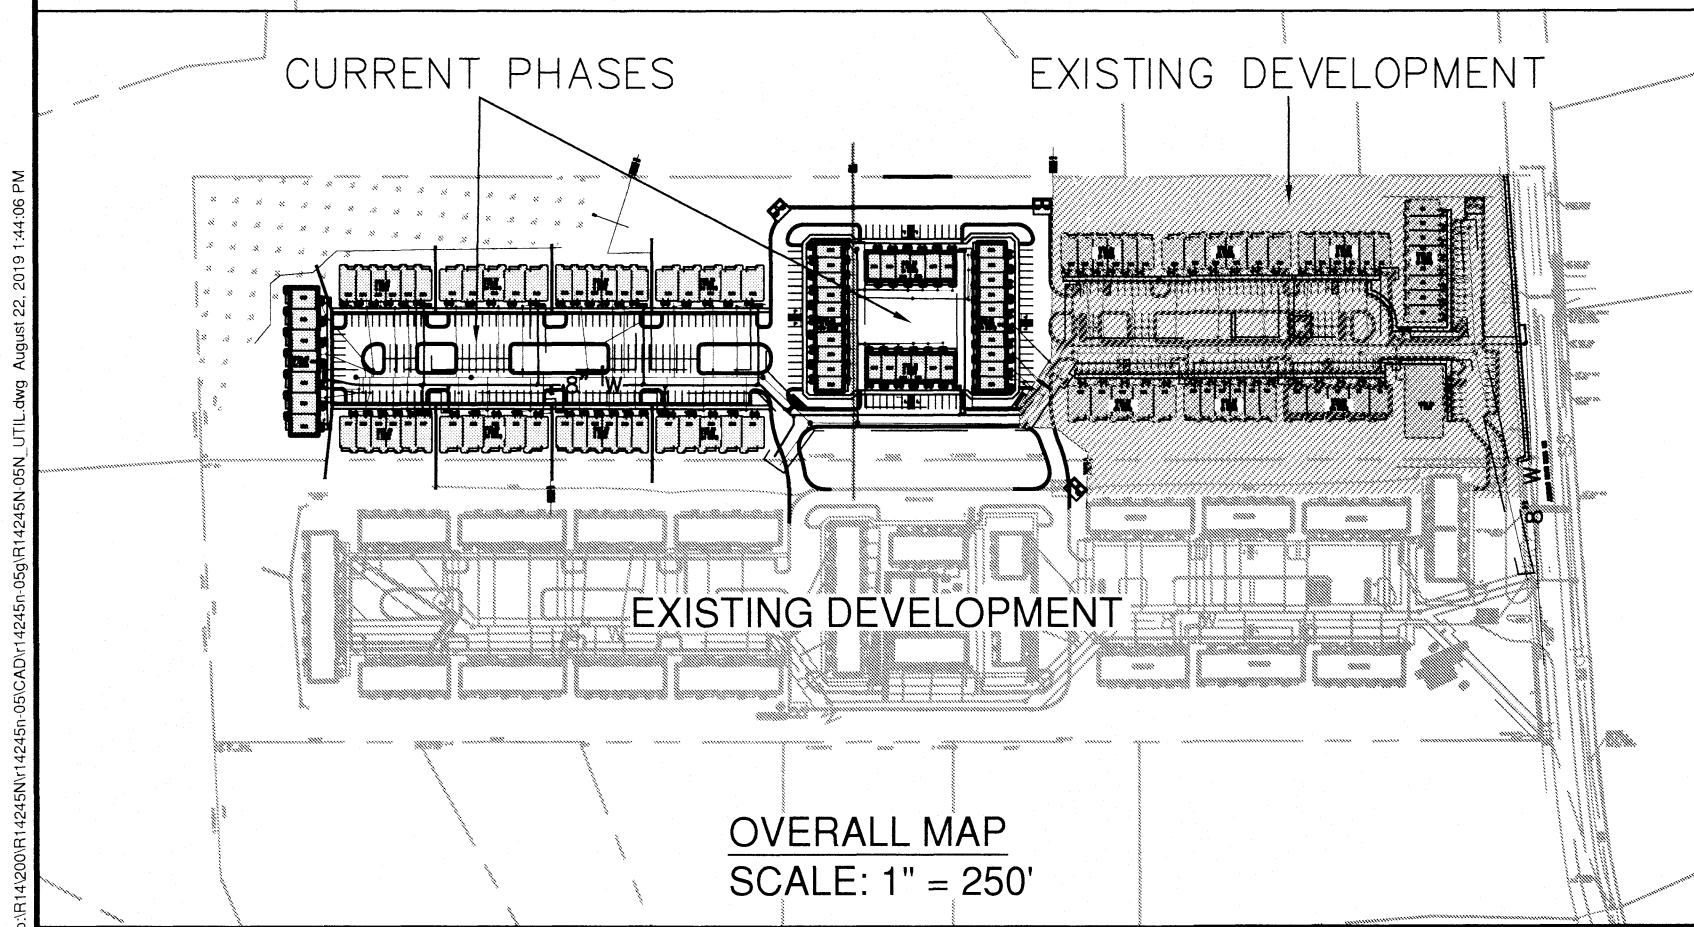 CURRENT PHASES
EXISTING DEVELOPMENT
8" W
EXISTING DEVELOPMENT
8" W
OVERALL MAP
SCALE: 1" = 250'
p:\R14\200\R14245N\r14245n-05\CAD\r14245n-05g\R14245N-05N_UTIL.dwg August 22, 2019 1:44:06 PM